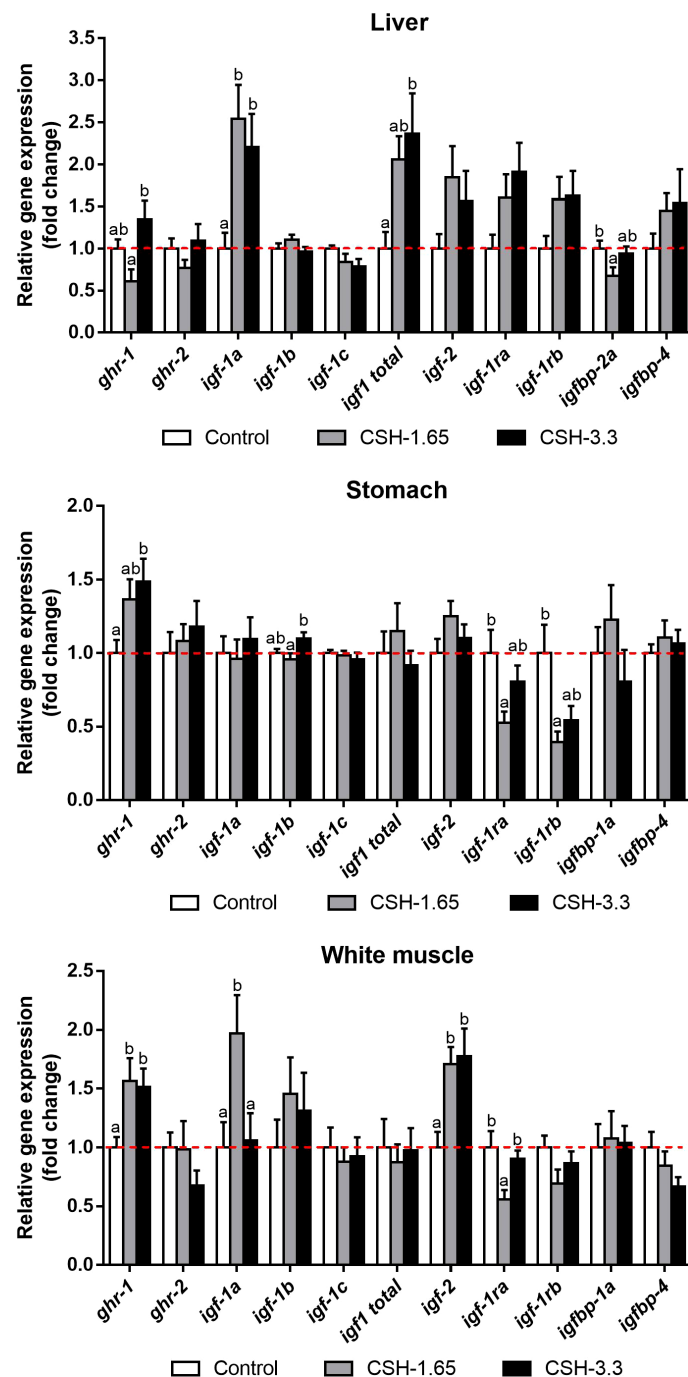 Liver
Relative gene expression
(fold change)
3.5
3.0
2.5
2.0
1.5
1.0
0.5
0.0
ab a b
a b b
a ab b
b a ab
ghr-1 ghr-2 igf-1a igf-1b igf-1c igf1 total igf-2 igf-1ra igf-1rb igfbp-2a igfbp-4
Control CSH-1.65 CSH-3.3
Stomach
Relative gene expression
(fold change)
2.0
1.5
1.0
0.5
0.0
a ab b
ab a b
b a ab
b a ab
ghr-1 ghr-2 igf-1a igf-1b igf-1c igf1 total igf-2 igf-1ra igf-1rb igfbp-1a igfbp-4
Control CSH-1.65 CSH-3.3
White muscle
Relative gene expression
(fold change)
2.5
2.0
1.5
1.0
0.5
0.0
a b b
a b a
a b b
b a b
ghr-1 ghr-2 igf-1a igf-1b igf-1c igf1 total igf-2 igf-1ra igf-1rb igfbp-1a igfbp-4
Control CSH-1.65 CSH-3.3